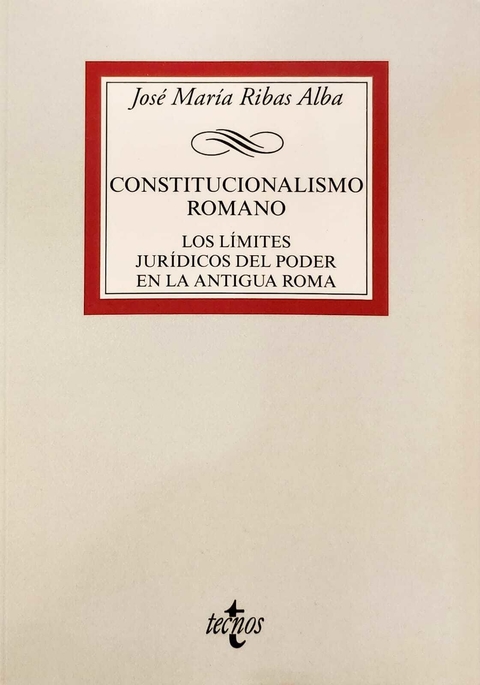 José María Ribas Alba
CONSTITUCIONALISMO
ROMANO
LOS LÍMITES
JURÍDICOS DEL PODER
EN LA ANTIGUA ROMA
tecnos